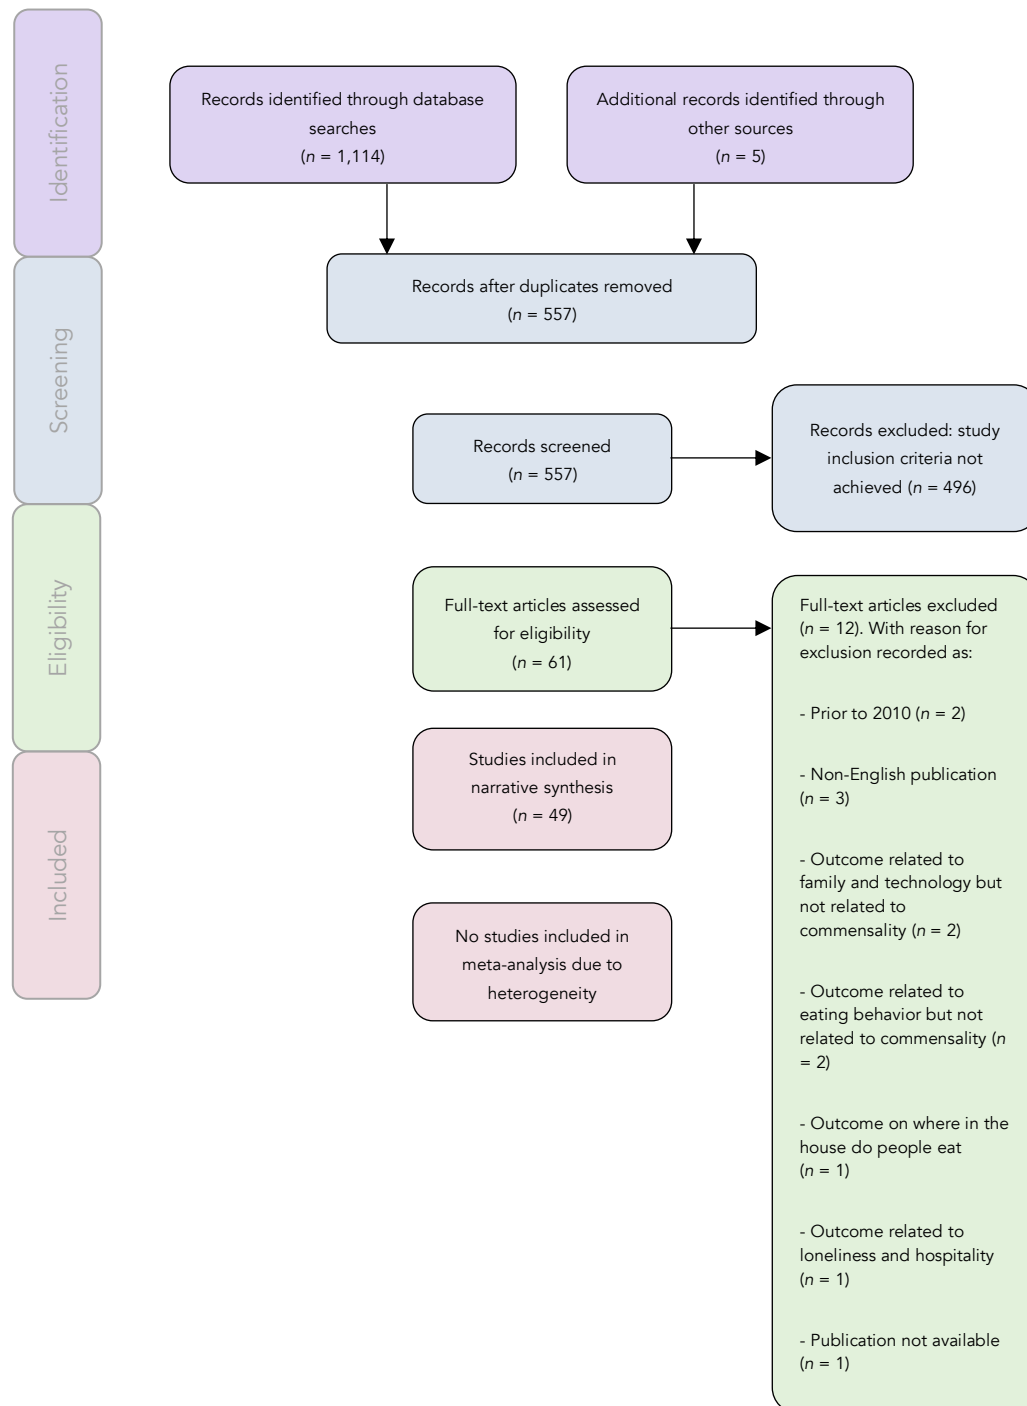 Identification
Records identified through database
searches
(n = 1,114)
Additional records identified through
other sources
(n = 5)
Screening
Records after duplicates removed
(n = 557)
Records screened
(n = 557)
Records excluded: study
inclusion criteria not
achieved (n = 496)
Eligibility
Full-text articles assessed
for eligibility
(n = 61)
Full-text articles excluded
(n = 12). With reason for
exclusion recorded as:
- Prior to 2010 (n = 2)
- Non-English publication
(n = 3)
- Outcome related to
family and technology but
not related to
commensality (n = 2)
- Outcome related to
eating behavior but not
related to commensality (n
= 2)
- Outcome on where in the
house do people eat
(n = 1)
- Outcome related to
loneliness and hospitality
(n = 1)
- Publication not available
(n = 1)
Included
Studies included in
narrative synthesis
(n = 49)
No studies included in
meta-analysis due to
heterogeneity